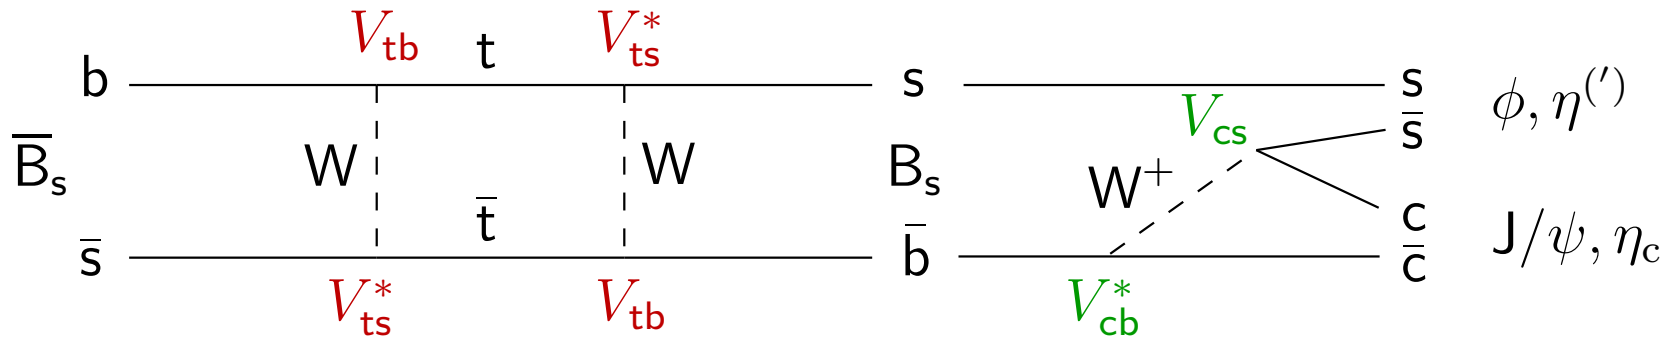 V_tb t V*_ts
b s s ϕ, η^(′)
V_cs s̄
B̄_s W W B_s W⁺
t̄ c J/ψ, η_c
s̄ b̄ c̄
V*_ts V_tb V*_cb